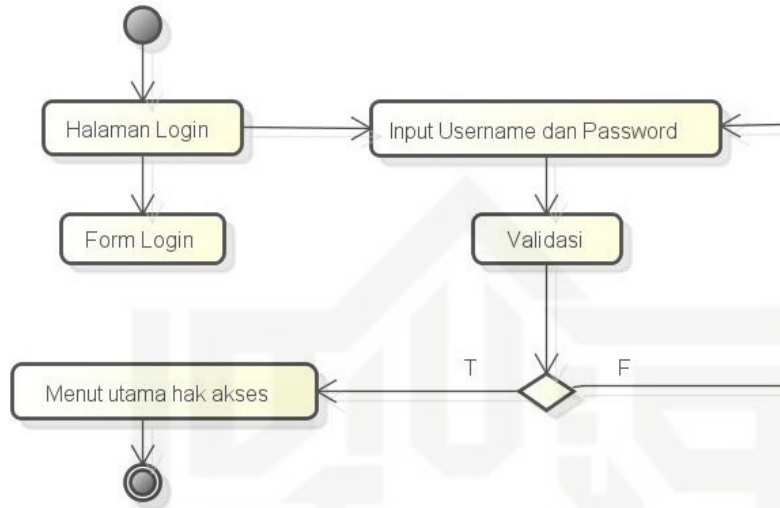 Halaman Login
Input Username dan Password
Form Login
Validasi
T
F
Menut utama hak akses